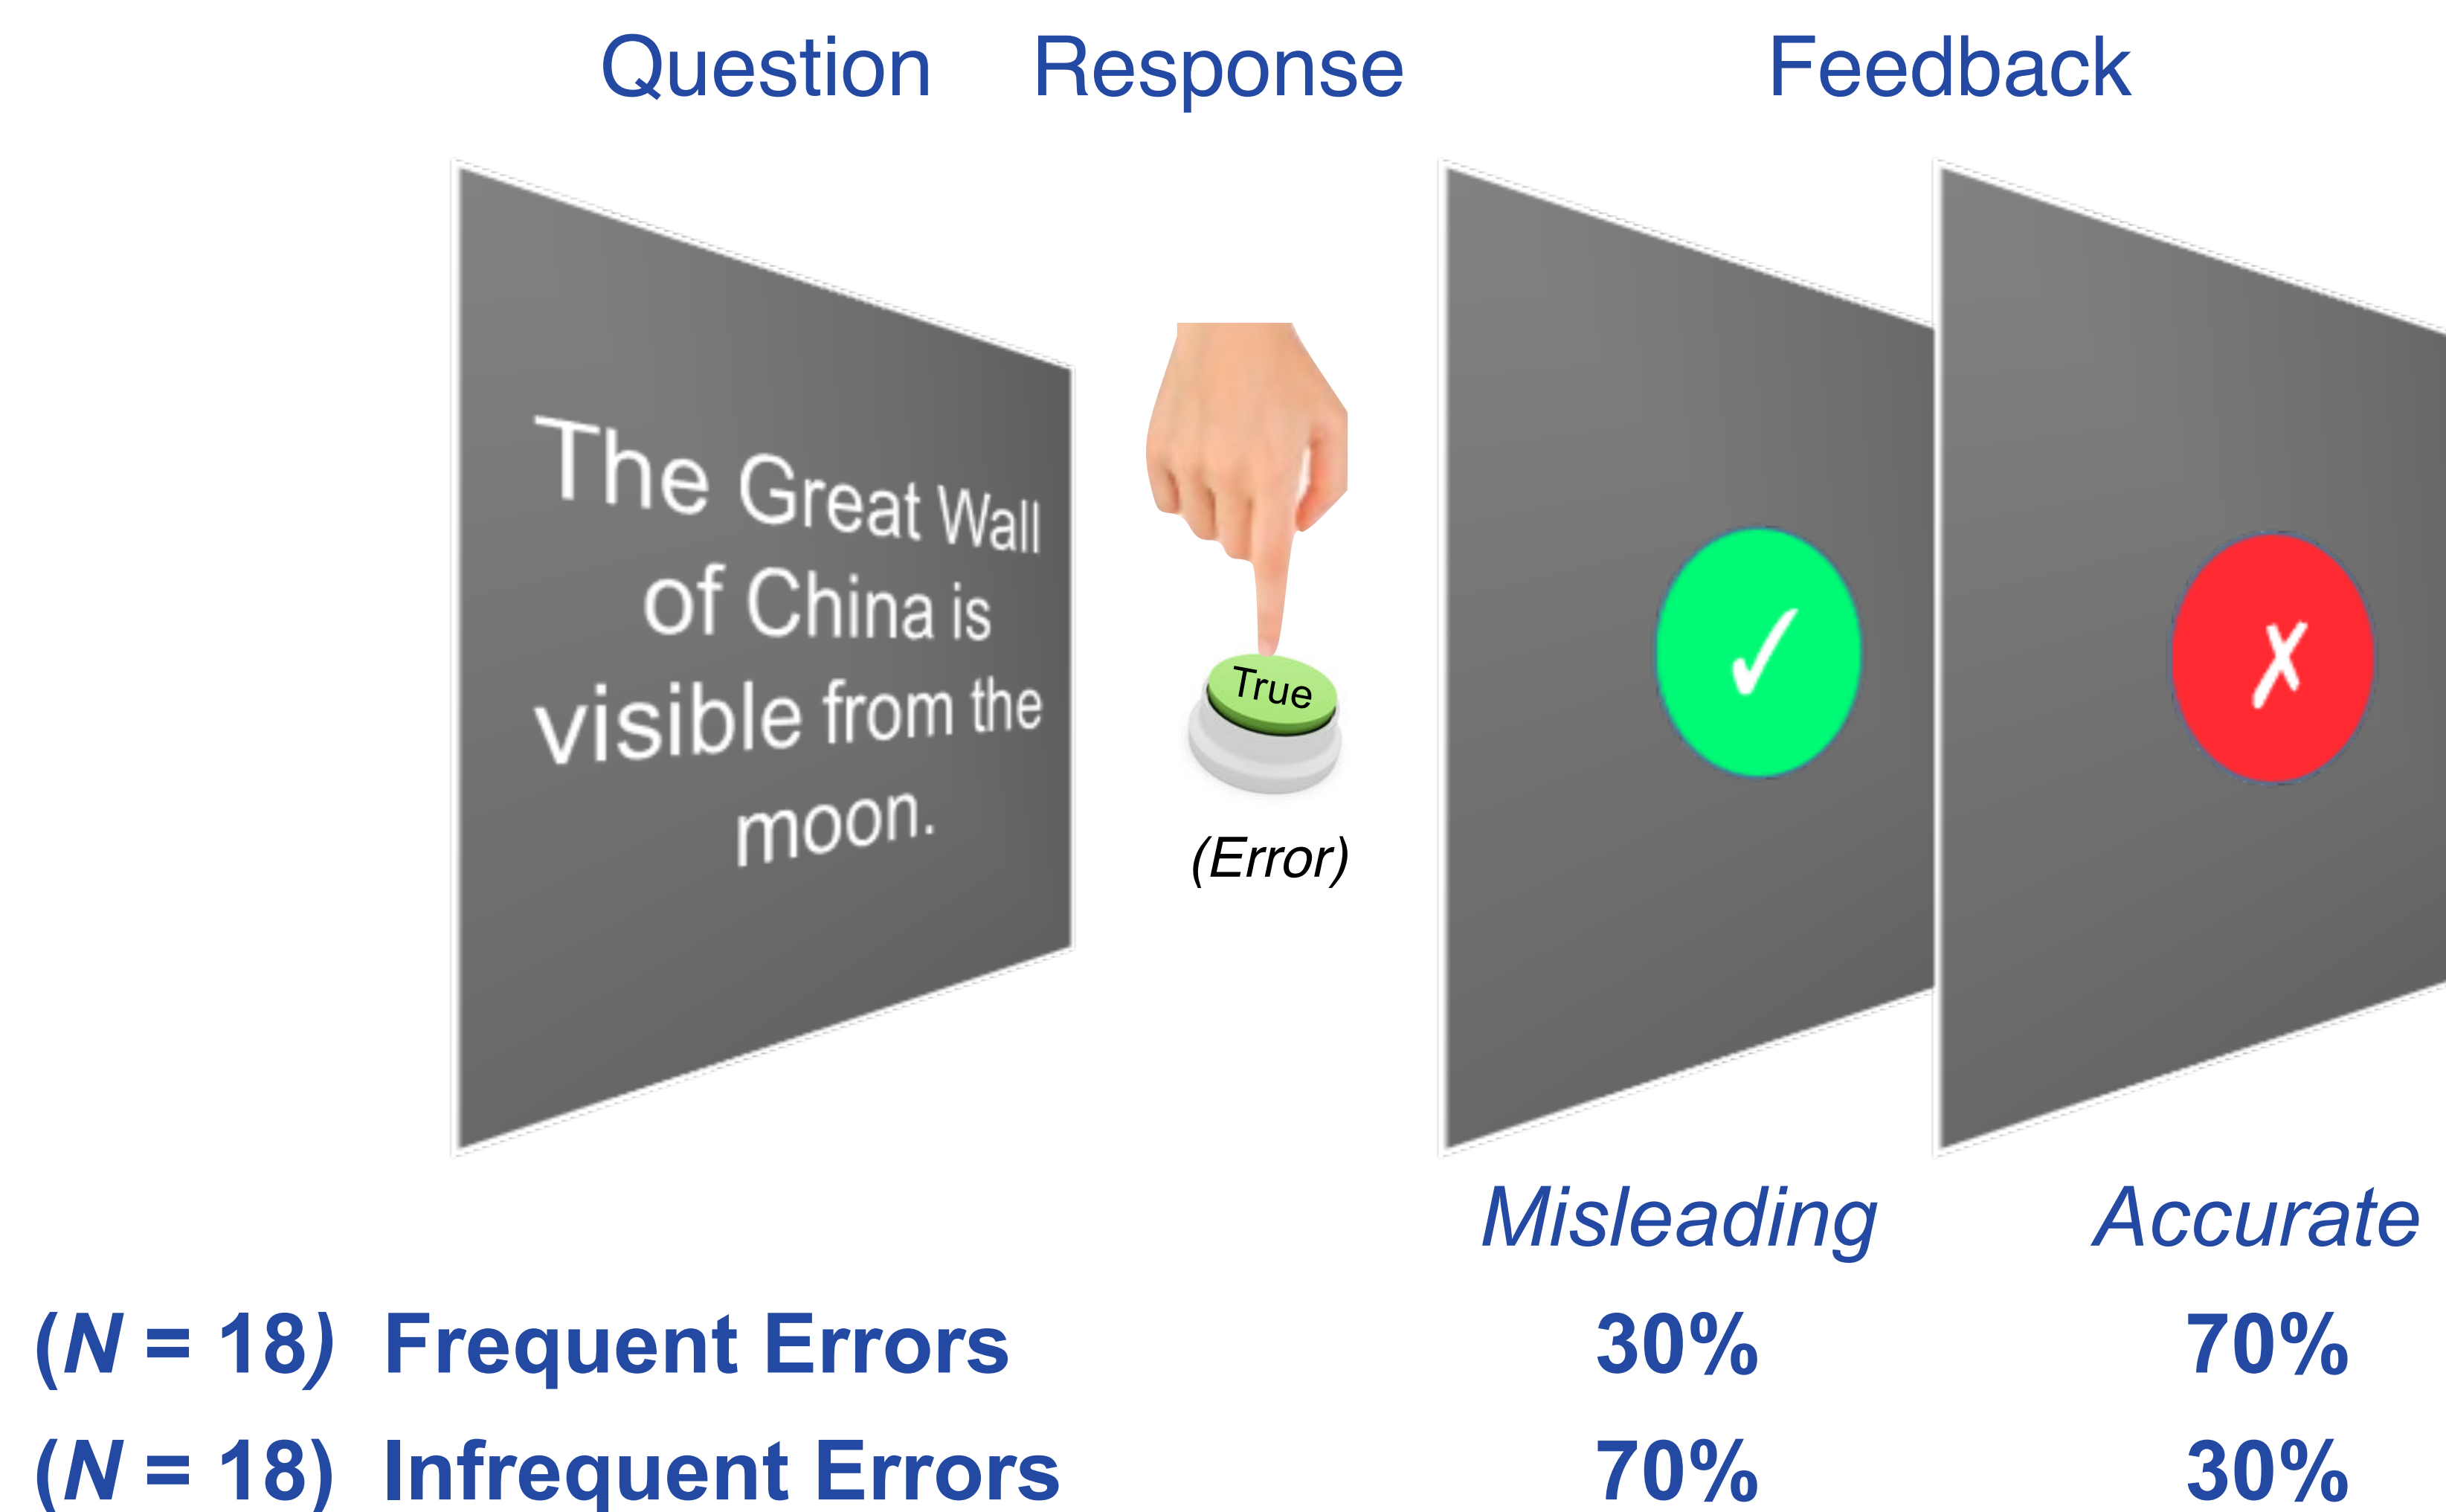 Question Response Feedback
The Great Wall
of China is
visible from the
moon.
True
(Error)
✓
✗
Misleading Accurate
(N = 18) Frequent Errors 30% 70%
(N = 18) Infrequent Errors 70% 30%